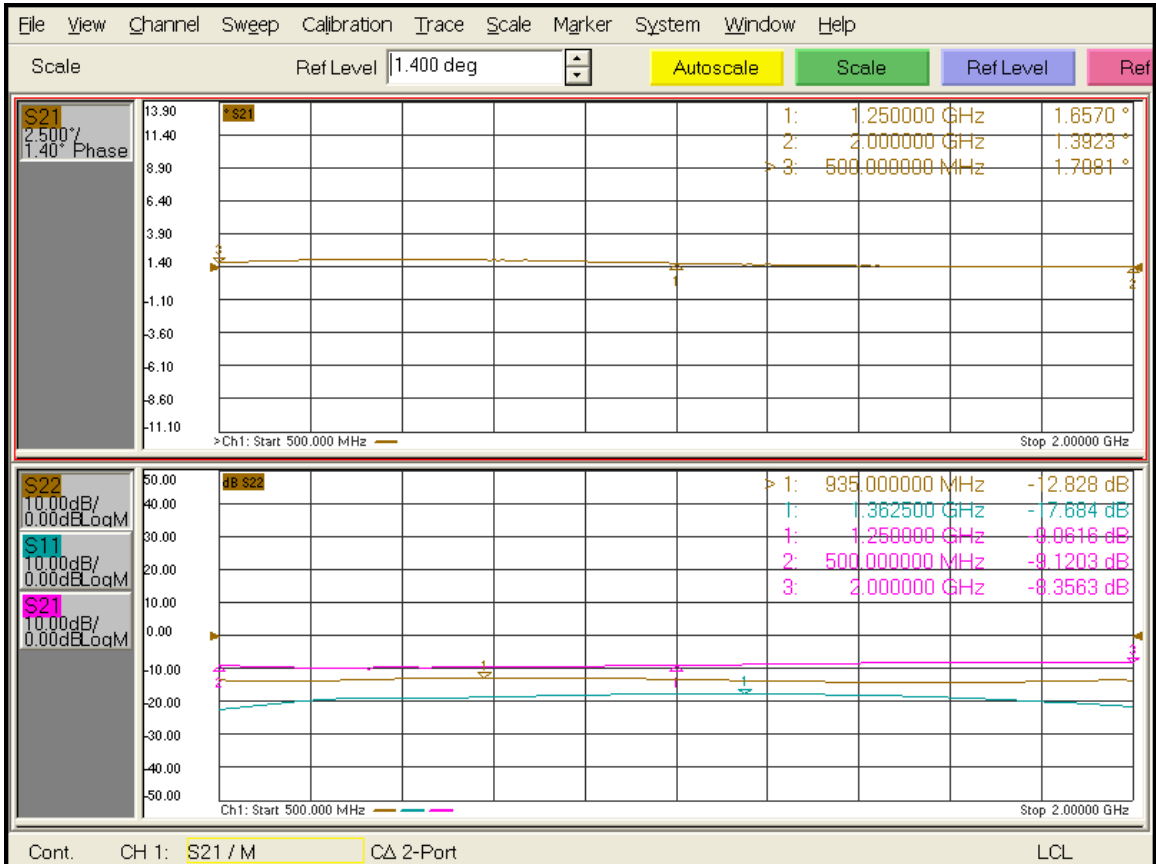 File View Channel Sweep Calibration Trace Scale Marker System Window Help
Scale Ref Level 1.400 deg Autoscale Scale Ref Level Ref
S21
2.500°/
1.40° Phase
13.90
11.40
8.90
6.40
3.90
1.40
-1.10
-3.60
-6.10
-8.60
-11.10
° S21
1: 1.250000 GHz 1.6570 °
2: 2.000000 GHz 1.3923 °
> 3: 500.000000 MHz 1.7081 °
3
1
2
>Ch1: Start 500.000 MHz
Stop 2.00000 GHz
S22
10.00dB/
0.00dBLogM
S11
10.00dB/
0.00dBLogM
S21
10.00dB/
0.00dBLogM
50.00
40.00
30.00
20.00
10.00
0.00
-10.00
-20.00
-30.00
-40.00
-50.00
dB S22
> 1: 935.000000 MHz -12.828 dB
1: 1.362500 GHz -17.684 dB
1: 1.250000 GHz -9.0616 dB
2: 500.000000 MHz -9.1203 dB
3: 2.000000 GHz -8.3563 dB
2
1
1
1
3
Ch1: Start 500.000 MHz
Stop 2.00000 GHz
Cont. CH 1: S21 / M CΔ 2-Port LCL